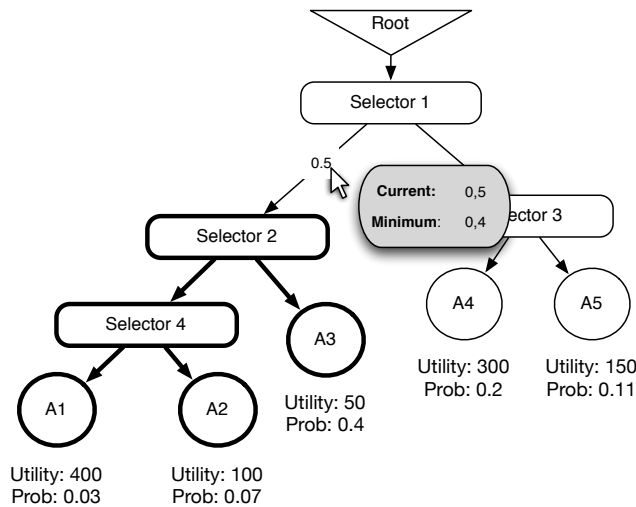 Root
Selector 1
0.5
Current: 0,5
Minimum: 0,4
ector 3
Selector 2
A4
A5
Selector 4
A3
Utility: 300
Prob: 0.2
Utility: 150
Prob: 0.11
Utility: 50
Prob: 0.4
A1
A2
Utility: 400
Prob: 0.03
Utility: 100
Prob: 0.07